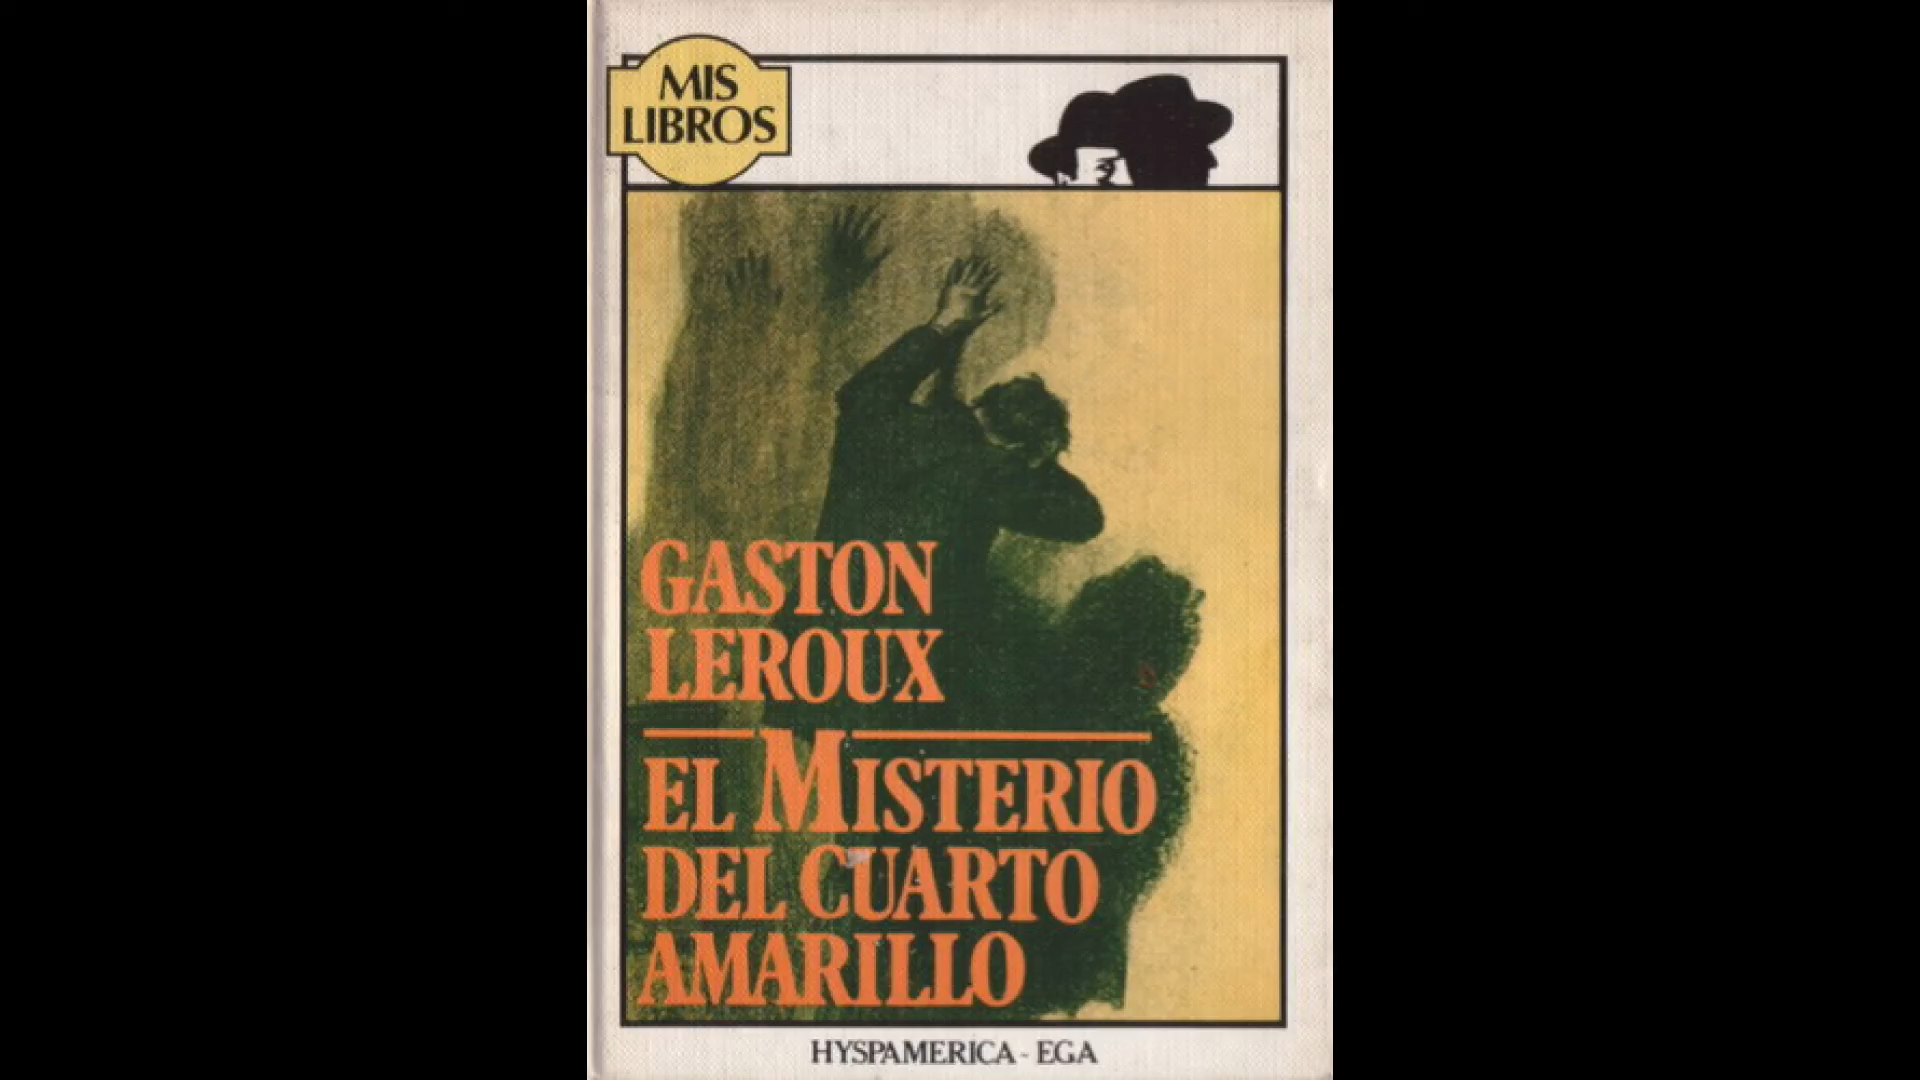 MIS
LIBROS
GASTON
LEROUX
EL MISTERIO
DEL CUARTO
AMARILLO
HYSPAMERICA - EGA